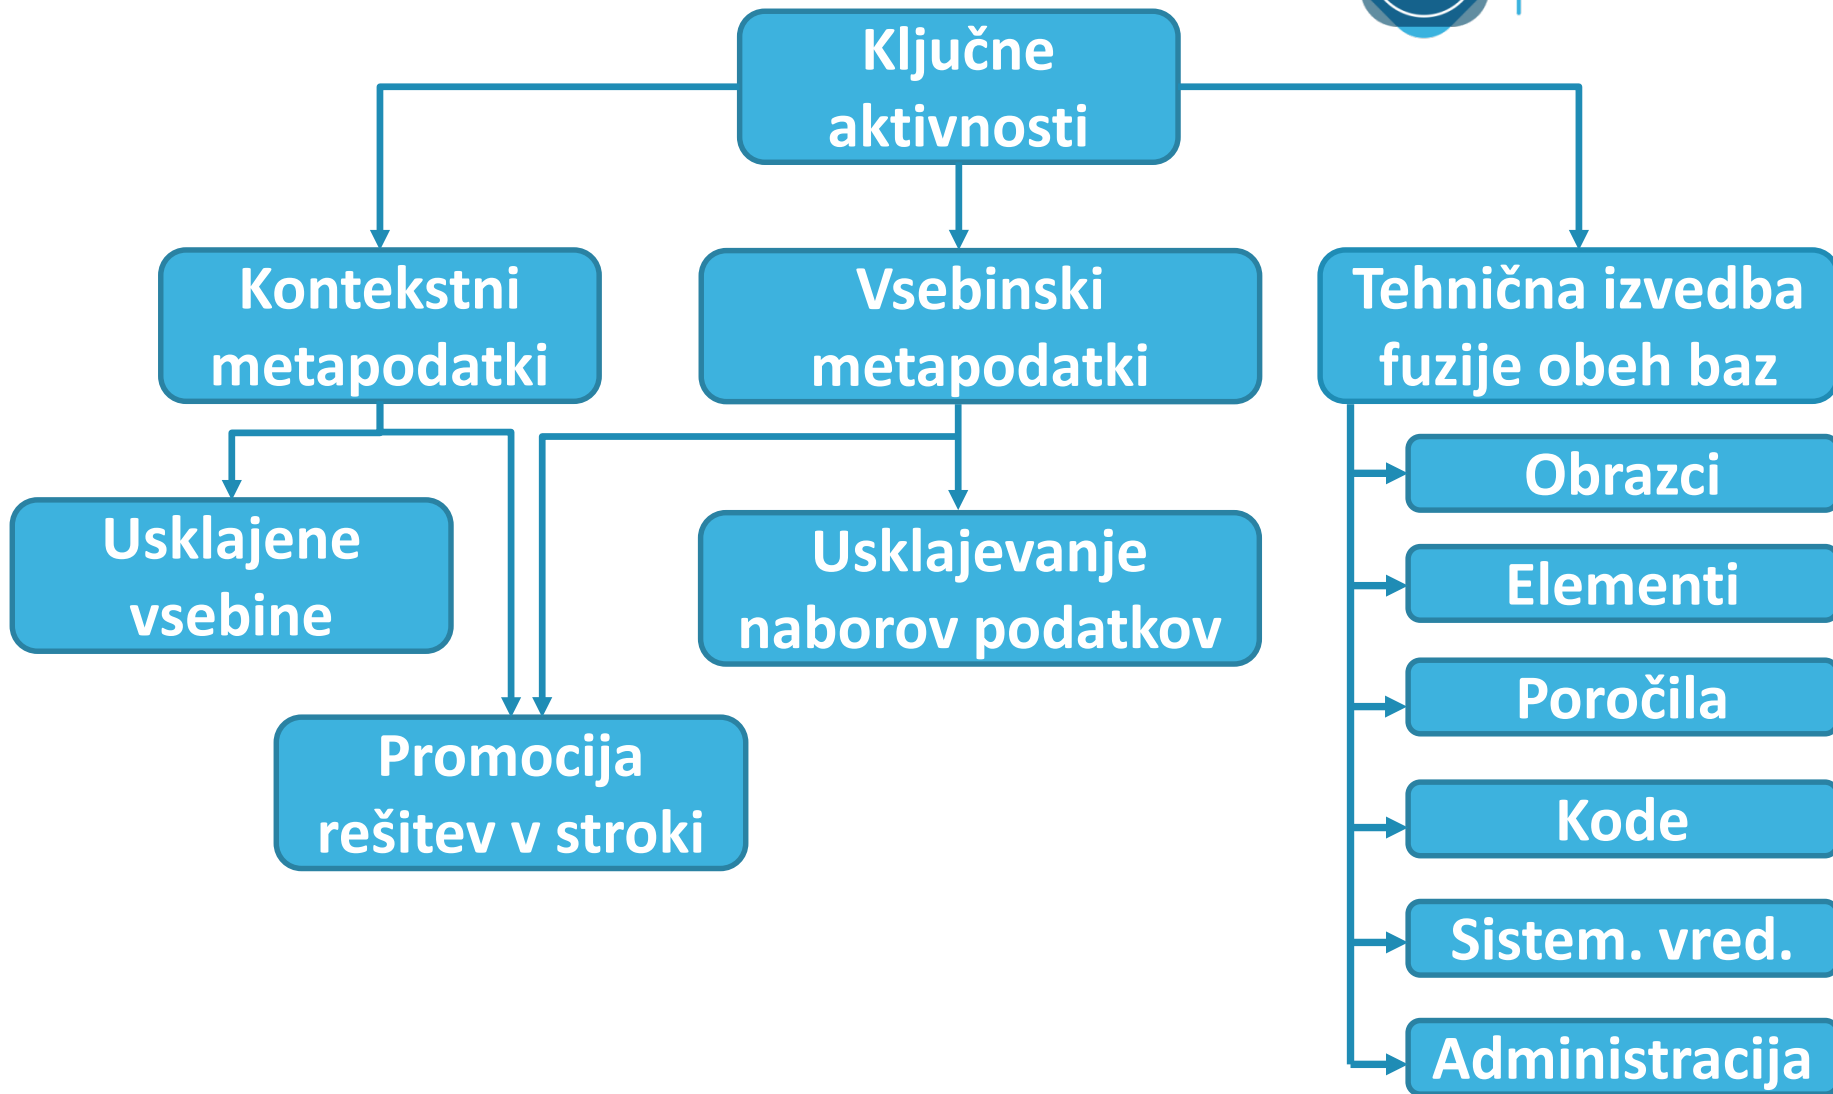 Ključne
aktivnosti
Kontekstni
metapodatki
Vsebinski
metapodatki
Tehnična izvedba
fuzije obeh baz
Usklajene
vsebine
Usklajevanje
naborov podatkov
Promocija
rešitev v stroki
Obrazci
Elementi
Poročila
Kode
Sistem. vred.
Administracija